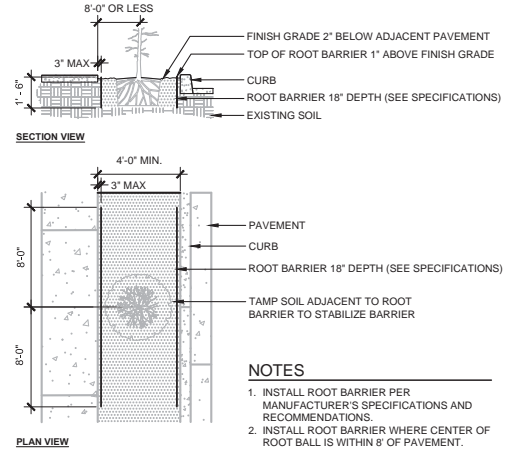 8'-0" OR LESS
FINISH GRADE 2" BELOW ADJACENT PAVEMENT
TOP OF ROOT BARRIER 1" ABOVE FINISH GRADE
3" MAX
CURB
1' - 6"
ROOT BARRIER 18" DEPTH (SEE SPECIFICATIONS)
EXISTING SOIL
SECTION VIEW
4'-0" MIN.
3" MAX
PAVEMENT
CURB
8'-0"
ROOT BARRIER 18" DEPTH (SEE SPECIFICATIONS)
TAMP SOIL ADJACENT TO ROOT
BARRIER TO STABILIZE BARRIER
8'-0"
NOTES
1. INSTALL ROOT BARRIER PER
MANUFACTURER'S SPECIFICATIONS AND
RECOMMENDATIONS.
2. INSTALL ROOT BARRIER WHERE CENTER OF
ROOT BALL IS WITHIN 8' OF PAVEMENT.
PLAN VIEW